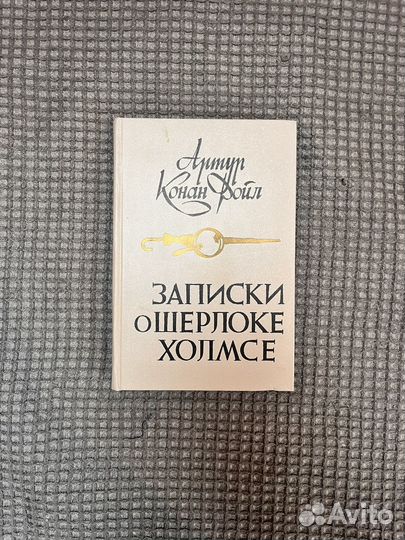 Артур
Конан Дойл
ЗАПИСКИ
О ШЕРЛОКЕ
ХОЛМСЕ
Avito